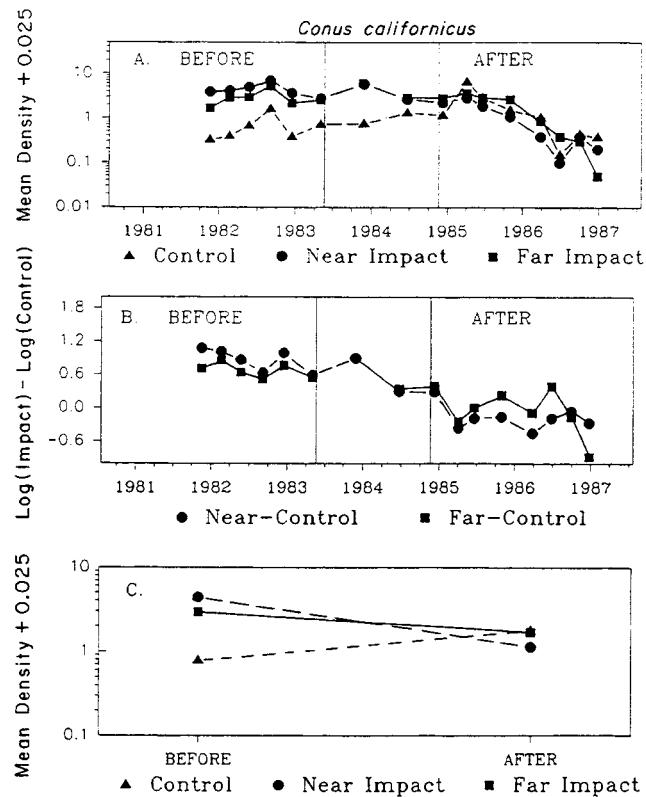 Conus californicus
Mean Density + 0.025
A. BEFORE AFTER
10
1
0.1
0.01
1981 1982 1983 1984 1985 1986 1987
▲ Control ● Near Impact ■ Far Impact
Log(Impact) - Log(Control)
B. BEFORE AFTER
1.8
1.2
0.6
0.0
-0.6
1981 1982 1983 1984 1985 1986 1987
● Near-Control ■ Far-Control
Mean Density + 0.025
C.
10
1
0.1
BEFORE AFTER
▲ Control ● Near Impact ■ Far Impact